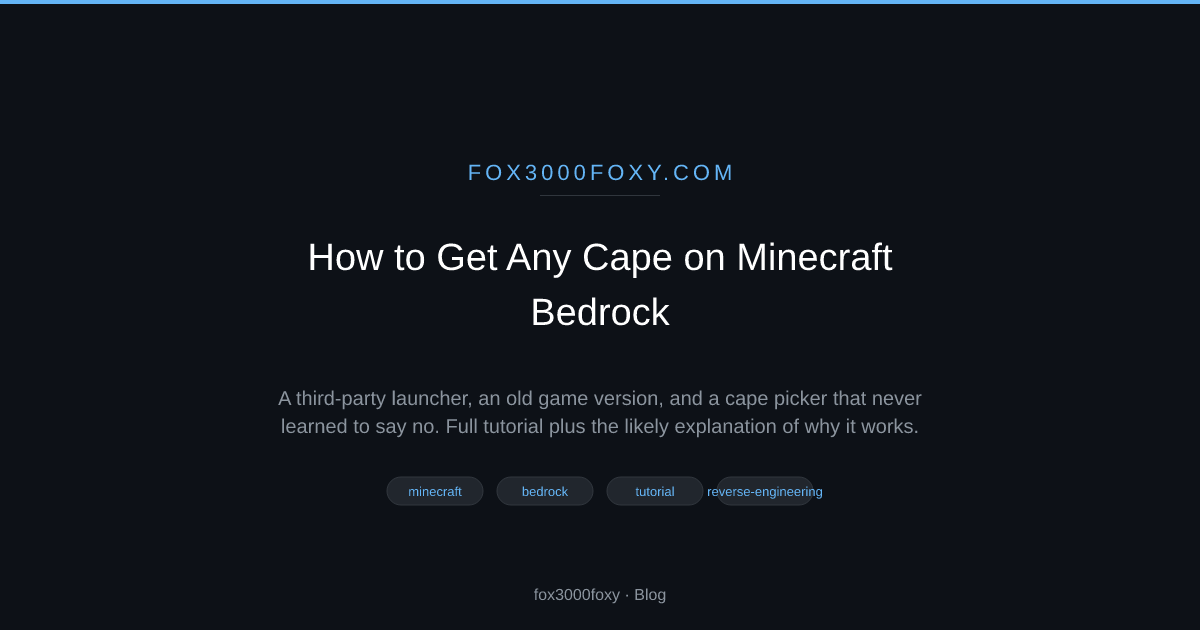 FOX3000FOXY.COM
How to Get Any Cape on Minecraft
Bedrock
A third-party launcher, an old game version, and a cape picker that never
learned to say no. Full tutorial plus the likely explanation of why it works.
minecraft bedrock tutorial reverse-engineering
fox3000foxy · Blog